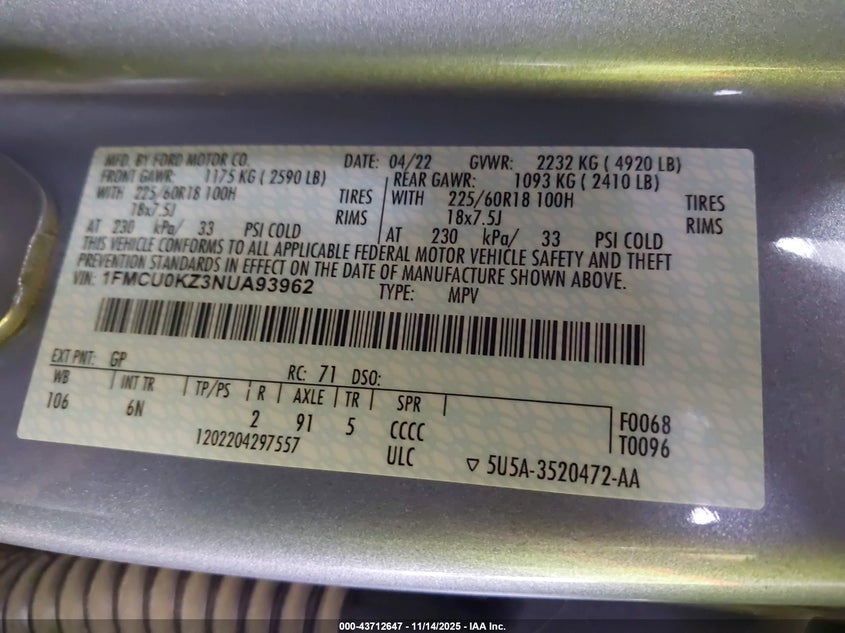 MFD. BY FORD MOTOR CO. DATE: 04/22 GVWR: 2232 KG ( 4920 LB)
FRONT GAWR: 1175 KG ( 2590 LB) REAR GAWR: 1093 KG ( 2410 LB)
WITH 225/60R18 100H TIRES WITH 225/60R18 100H TIRES
18x7.5J RIMS 18x7.5J RIMS
AT 230 kPa/ 33 PSI COLD AT 230 kPa/ 33 PSI COLD
THIS VEHICLE CONFORMS TO ALL APPLICABLE FEDERAL MOTOR VEHICLE SAFETY AND THEFT
PREVENTION STANDARDS IN EFFECT ON THE DATE OF MANUFACTURE SHOWN ABOVE.
VIN: 1FMCU0KZ3NUA93962 TYPE: MPV
EXT PNT: GP RC: 71 DSO:
WB INT TR TP/PS R AXLE TR SPR
106 6N 2 91 5 CCCC F0068
1202204297557 ULC T0096
▽ 5U5A-3520472-AA
000-43712647 - 11/14/2025 - IAA Inc.